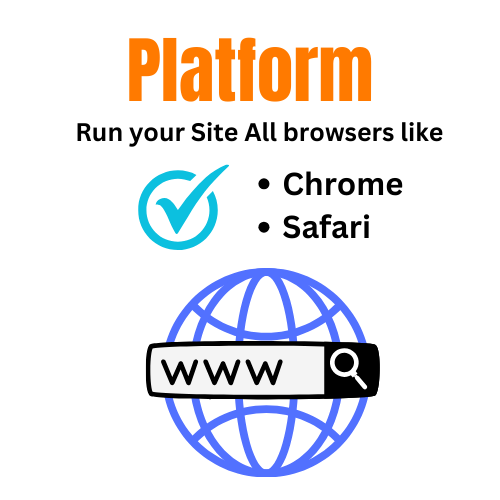 Platform
Run your Site All browsers like
• Chrome
• Safari
WWW